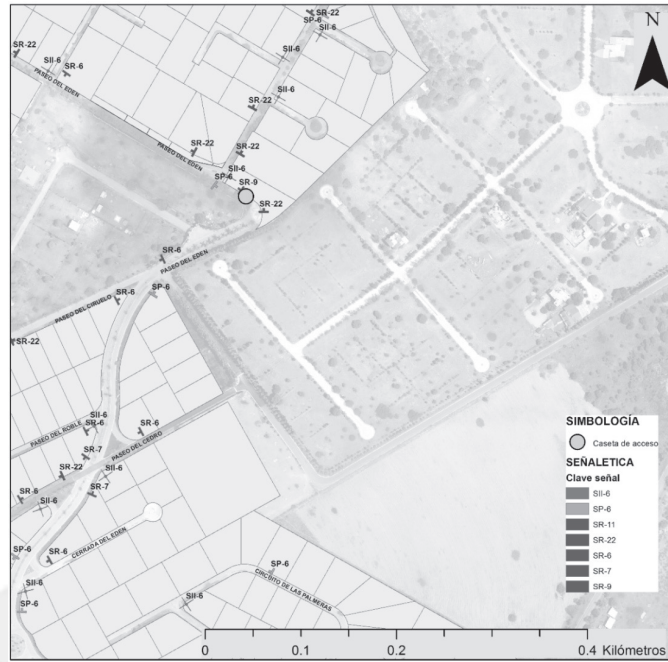 SR-22
SP-6
N
SII-6
SR-22
SII-6
SR-6
SII-6
PASEO DEL EDEN
SR-22
SR-22
SR-22
PASEO DEL EDEN
SII-6
SP-6
SR-9
SR-22
SR-6
PASEO DEL EDEN
SP-6
SR-6
PASEO DEL CIRUELO
SR-22
SII-6
SR-6
SR-6
PASEO DEL ROBLE
SR-7
PASEO DEL CEDRO
SR-22
SII-6
SR-7
SR-6
SII-6
SP-6
SR-6
CERRADA DEL EDEN
SP-6
CIRCUITO DE LAS PALMERAS
SII-6
SP-6
SII-6
SIMBOLOGÍA
Caseta de acceso
SEÑALETICA
Clave señal
SII-6
SP-6
SR-11
SR-22
SR-6
SR-7
SR-9
0 0.2 0.4 Kilómetros